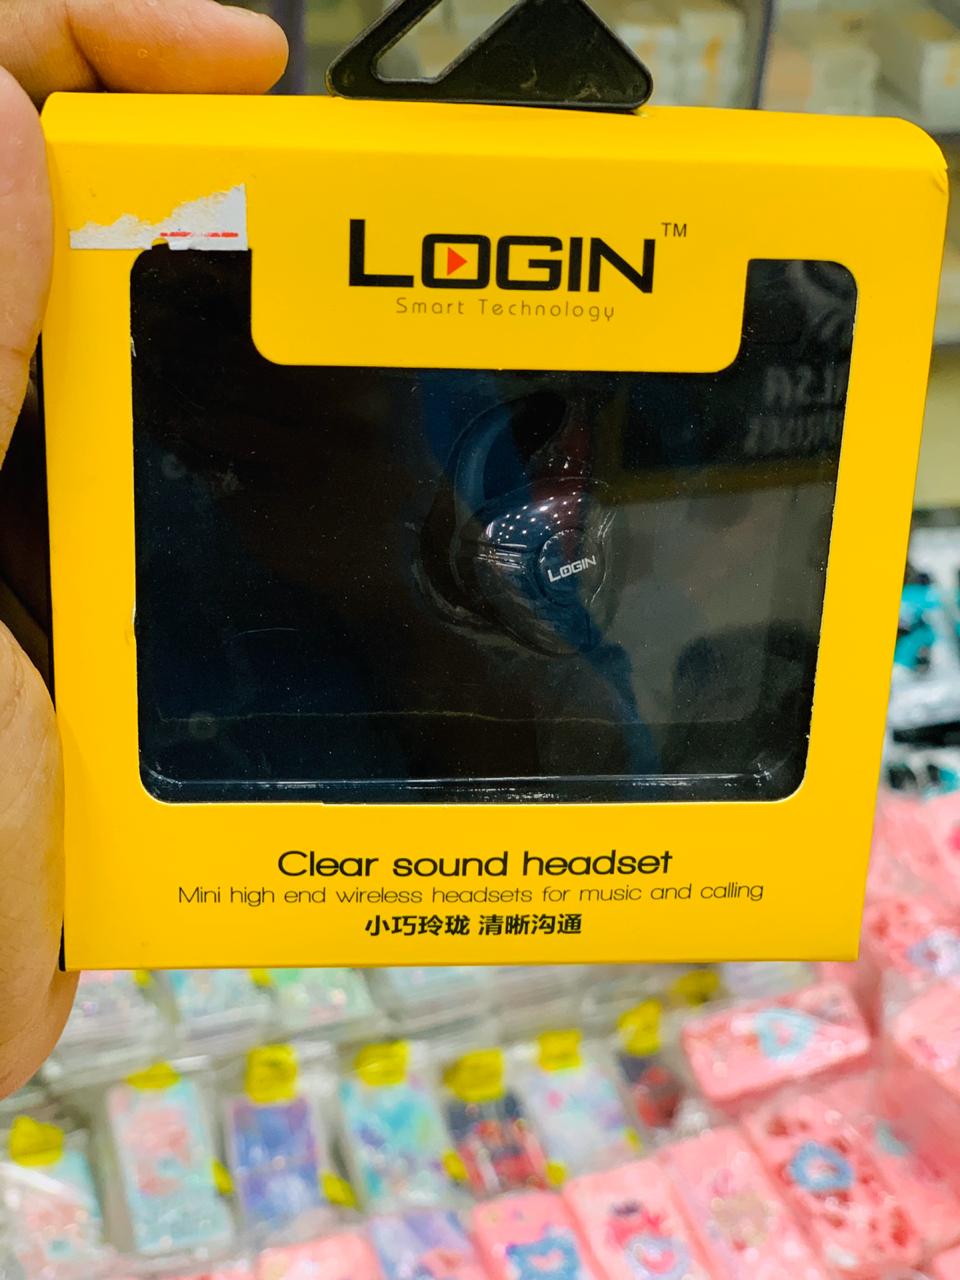 LOGIN™
Smart Technology
LOGIN
Clear sound headset
Mini high end wireless headsets for music and calling
小巧玲珑 清晰沟通